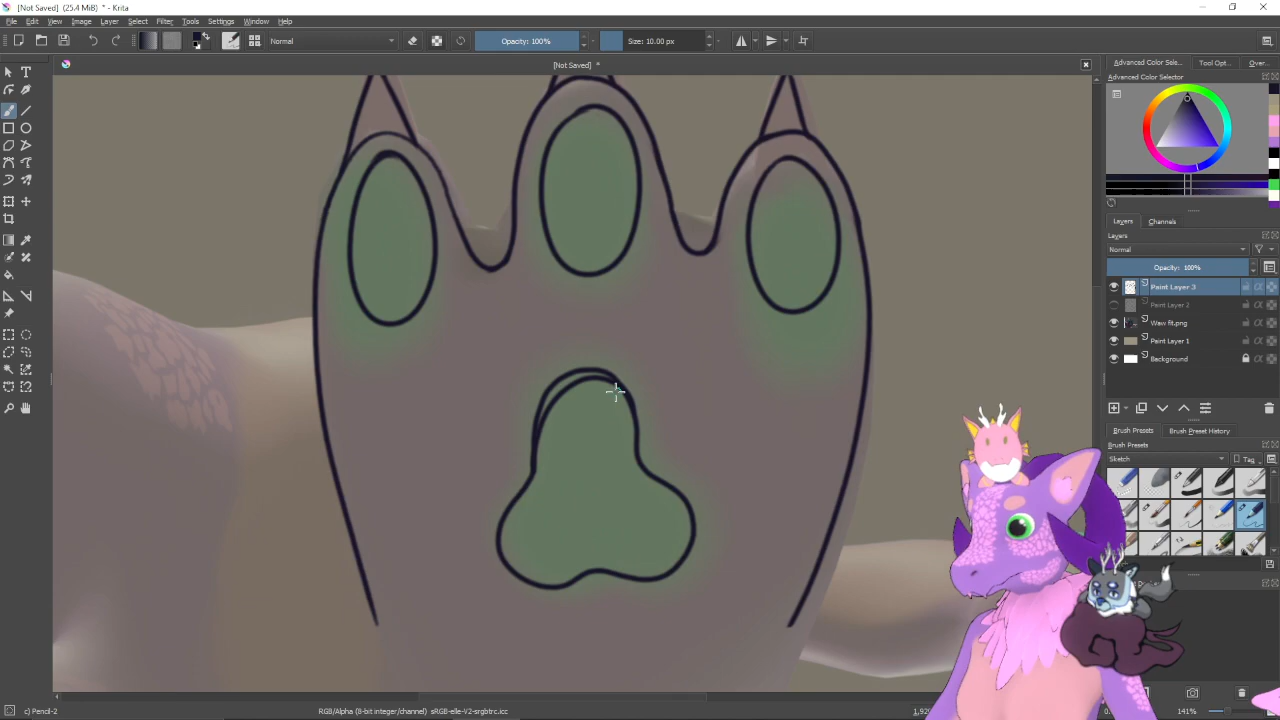 [Not Saved] (25.4 MiB) * - Krita
File Edit View Image Layer Select Filter Tools Settings Window Help
Normal
Opacity: 100%
Size: 10.00 px
[Not Saved] *
Advanced Color Sele... Tool Opt... Over...
Advanced Color Selector
Layers Channels
Layers
Normal
Opacity: 100%
Paint Layer 3
Paint Layer 2
Waw fit.png
Paint Layer 1
Background
Brush Presets Brush Preset History
Brush Presets
Sketch
Tag
c) Pencil-2
RGB/Alpha (8-bit integer/channel) sRGB-elle-V2-srgbtrc.icc
141%